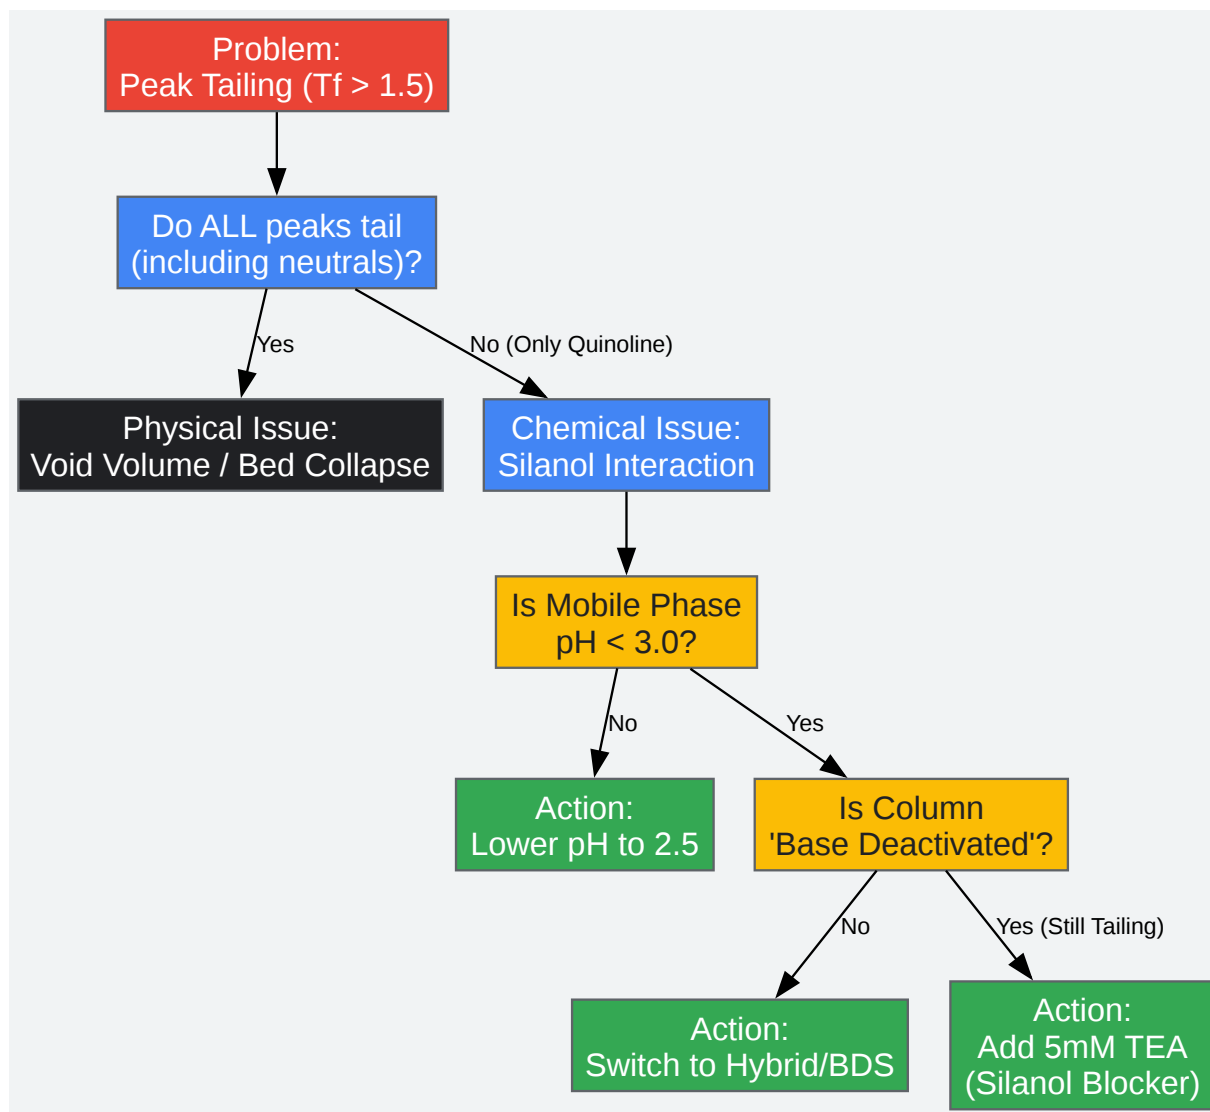 Problem:
Peak Tailing (Tf > 1.5)
Do ALL peaks tail
(including neutrals)?
Yes
No (Only Quinoline)
Physical Issue:
Void Volume / Bed Collapse
Chemical Issue:
Silanol Interaction
Is Mobile Phase
pH < 3.0?
No
Yes
Action:
Lower pH to 2.5
Is Column
'Base Deactivated'?
No
Yes (Still Tailing)
Action:
Switch to Hybrid/BDS
Action:
Add 5mM TEA
(Silanol Blocker)